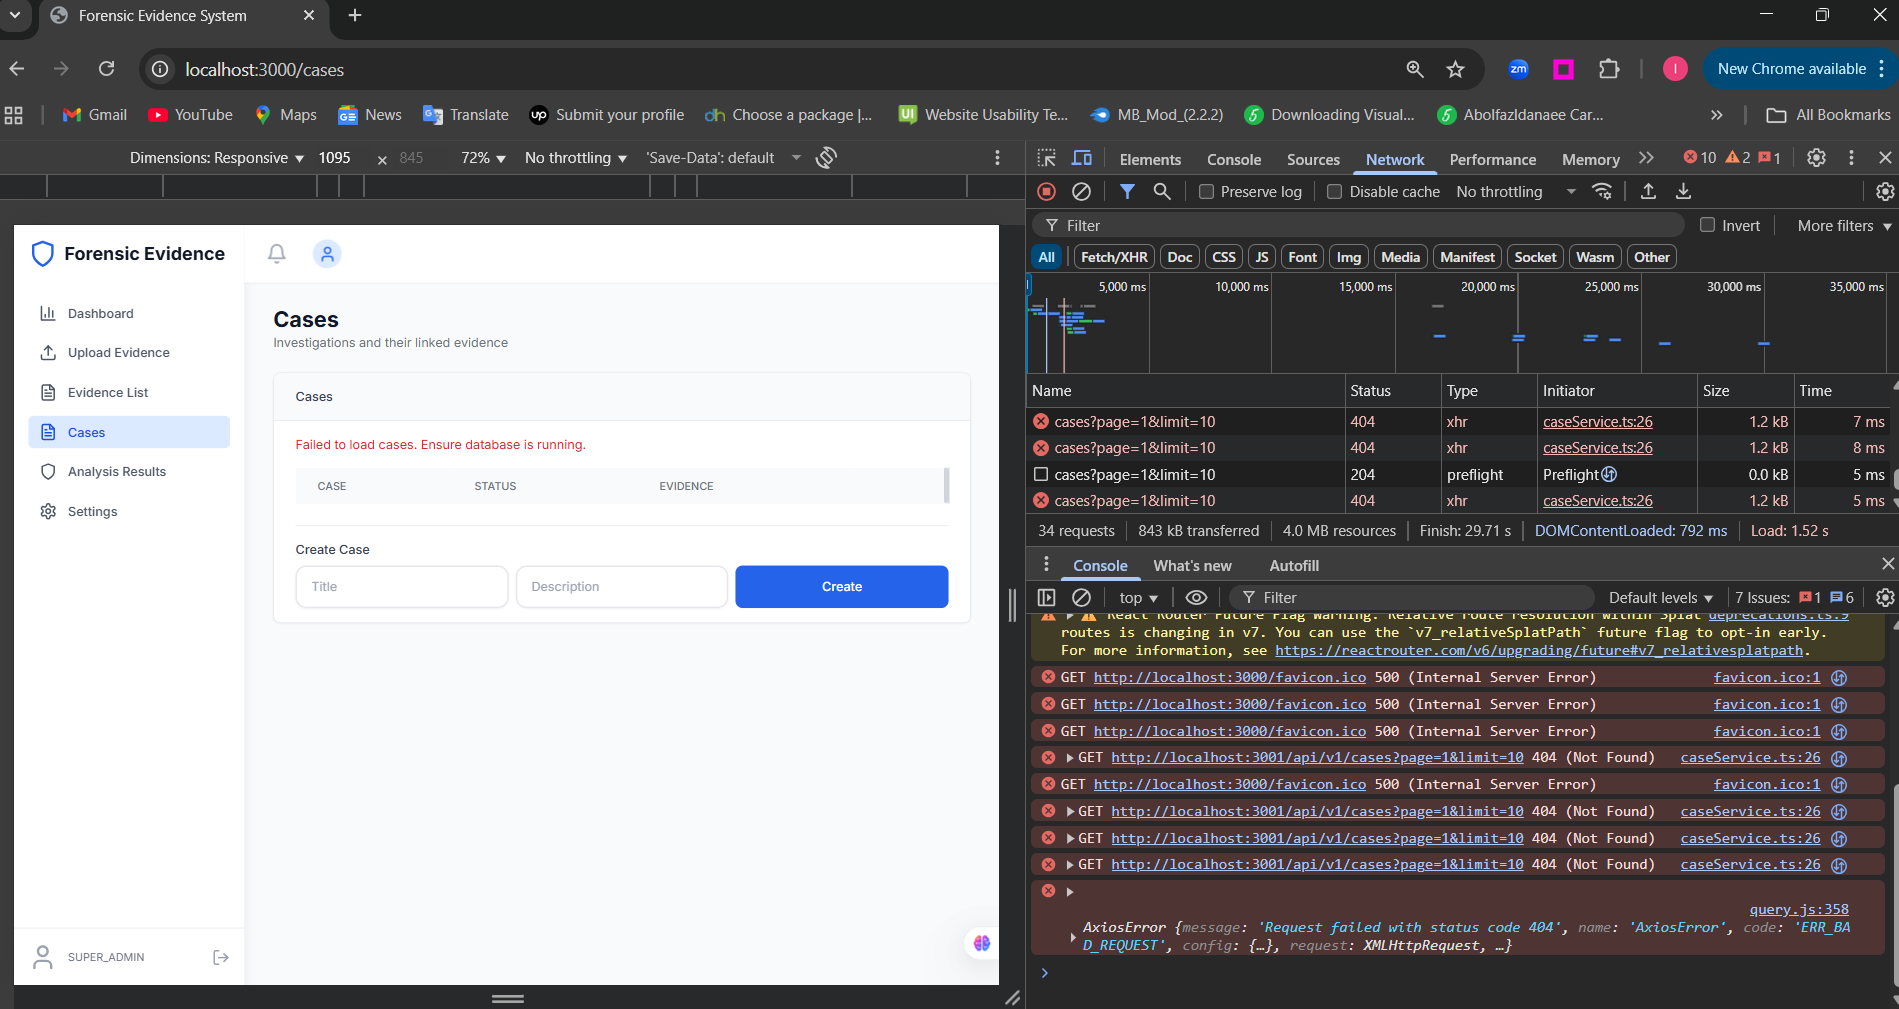 Forensic Evidence System
localhost:3000/cases
zm
I
New Chrome available
Gmail
YouTube
Maps
News
Translate
up Submit your profile
dh Choose a package |...
UI Website Usability Te...
MB_Mod_(2.2.2)
5 Downloading Visual...
5 Abolfazldanaee Car...
All Bookmarks
Dimensions: Responsive 1095 × 845 72% No throttling 'Save-Data': default
Elements Console Sources Network Performance Memory 10 2 1
Preserve log Disable cache No throttling
Filter Invert More filters
All Fetch/XHR Doc CSS JS Font Img Media Manifest Socket Wasm Other
5,000 ms 10,000 ms 15,000 ms 20,000 ms 25,000 ms 30,000 ms 35,000 ms
Name Status Type Initiator Size Time
cases?page=1&limit=10 404 xhr caseService.ts:26 1.2 kB 7 ms
cases?page=1&limit=10 404 xhr caseService.ts:26 1.2 kB 8 ms
cases?page=1&limit=10 204 preflight Preflight 0.0 kB 5 ms
cases?page=1&limit=10 404 xhr caseService.ts:26 1.2 kB 5 ms
34 requests 843 kB transferred 4.0 MB resources Finish: 29.71 s DOMContentLoaded: 792 ms Load: 1.52 s
Console What's new Autofill
top Filter Default levels 7 Issues: 1 6
React Router Future Flag Warning: Relative route resolution within Splat deprecations.ts:9
routes is changing in v7. You can use the `v7_relativeSplatPath` future flag to opt-in early.
For more information, see https://reactrouter.com/v6/upgrading/future#v7_relativesplatpath.
GET http://localhost:3000/favicon.ico 500 (Internal Server Error) favicon.ico:1
GET http://localhost:3000/favicon.ico 500 (Internal Server Error) favicon.ico:1
GET http://localhost:3000/favicon.ico 500 (Internal Server Error) favicon.ico:1
GET http://localhost:3001/api/v1/cases?page=1&limit=10 404 (Not Found) caseService.ts:26
GET http://localhost:3000/favicon.ico 500 (Internal Server Error) favicon.ico:1
GET http://localhost:3001/api/v1/cases?page=1&limit=10 404 (Not Found) caseService.ts:26
GET http://localhost:3001/api/v1/cases?page=1&limit=10 404 (Not Found) caseService.ts:26
GET http://localhost:3001/api/v1/cases?page=1&limit=10 404 (Not Found) caseService.ts:26
query.js:358
AxiosError {message: 'Request failed with status code 404', name: 'AxiosError', code: 'ERR_BA
D_REQUEST', config: {…}, request: XMLHttpRequest, …}
Forensic Evidence
Dashboard
Upload Evidence
Evidence List
Cases
Analysis Results
Settings
SUPER_ADMIN
Cases
Investigations and their linked evidence
Cases
Failed to load cases. Ensure database is running.
CASE STATUS EVIDENCE
Create Case
Title Description Create